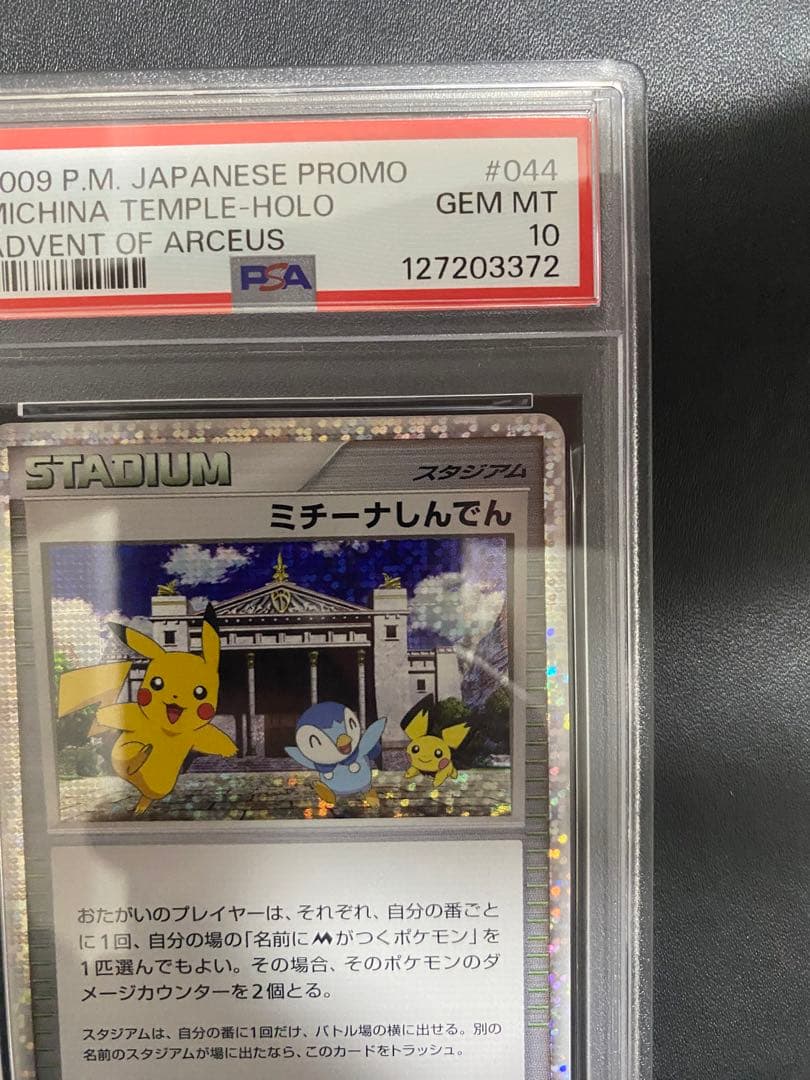 009 P.M. JAPANESE PROMO #044
MICHINA TEMPLE-HOLO GEM MT
ADVENT OF ARCEUS 10
PSA 127203372
STADIUM スタジアム
ミチーナしんでん
おたがいのプレイヤーは、それぞれ、自分の番ごと
に1回、自分の場の「名前にMがつくポケモン」を
1匹選んでもよい。その場合、そのポケモンのダ
メージカウンターを2個とる。
スタジアムは、自分の番に1回だけ、バトル場の横に出せる。別の
名前のスタジアムが場に出たなら、このカードをトラッシュ。